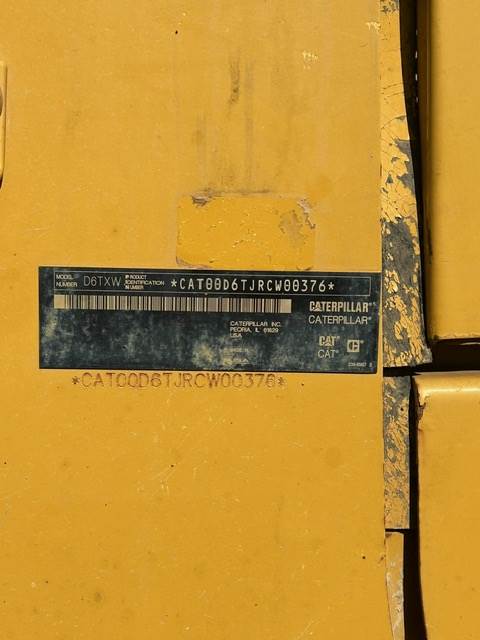 MODEL NUMBER D6TXW PRODUCT IDENTIFICATION NUMBER *CAT00D6TJRCW00376*
CATERPILLAR®
CATERPILLAR®
CATERPILLAR INC.
PEORIA, IL 61629
USA
CAT®
CAT®
*CAT00D6TJRCW00376*